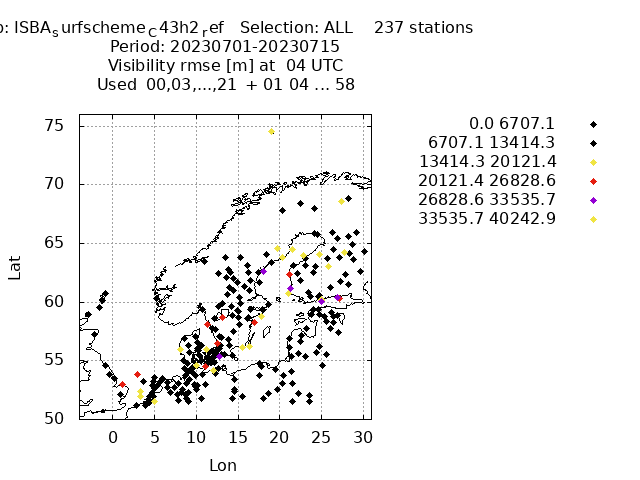 o: ISBAsurfschemeC43h2ref Selection: ALL 237 stations
Period: 20230701-20230715
Visibility rmse [m] at 04 UTC
Used 00,03,...,21 + 01 04 ... 58
0.0 6707.1
6707.1 13414.3
13414.3 20121.4
20121.4 26828.6
26828.6 33535.7
33535.7 40242.9
75
70
65
60
55
50
Lat
0 5 10 15 20 25 30
Lon